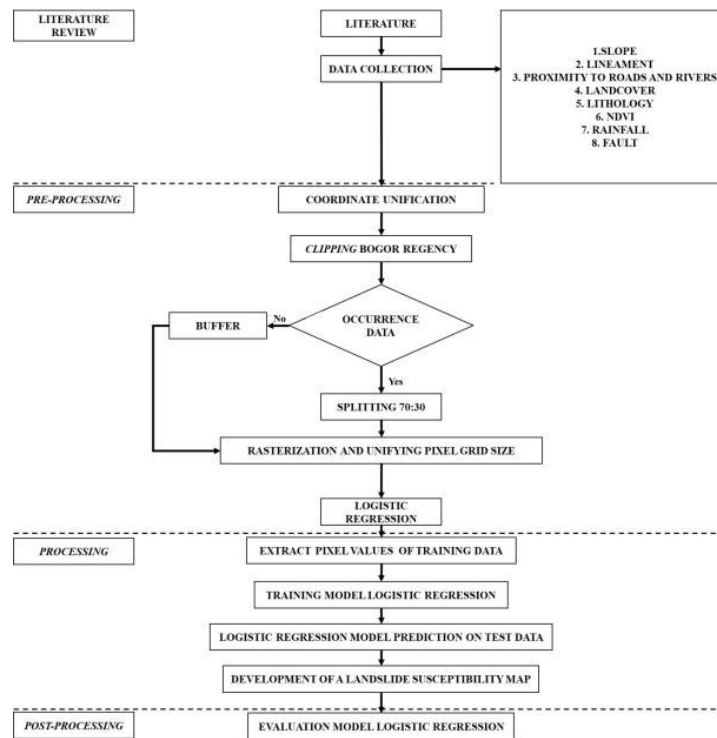 LITERATURE
REVIEW
LITERATURE
DATA COLLECTION
1.SLOPE
2. LINEAMENT
3. PROXIMITY TO ROADS AND RIVERS
4. LANDCOVER
5. LITHOLOGY
6. NDVI
7. RAINFALL
8. FAULT
PRE-PROCESSING
COORDINATE UNIFICATION
CLIPPING BOGOR REGENCY
OCCURRENCE
DATA
No
BUFFER
Yes
SPLITTING 70:30
RASTERIZATION AND UNIFYING PIXEL GRID SIZE
LOGISTIC
REGRESSION
PROCESSING
EXTRACT PIXEL VALUES OF TRAINING DATA
TRAINING MODEL LOGISTIC REGRESSION
LOGISTIC REGRESSION MODEL PREDICTION ON TEST DATA
DEVELOPMENT OF A LANDSLIDE SUSCEPTIBILITY MAP
POST-PROCESSING
EVALUATION MODEL LOGISTIC REGRESSION